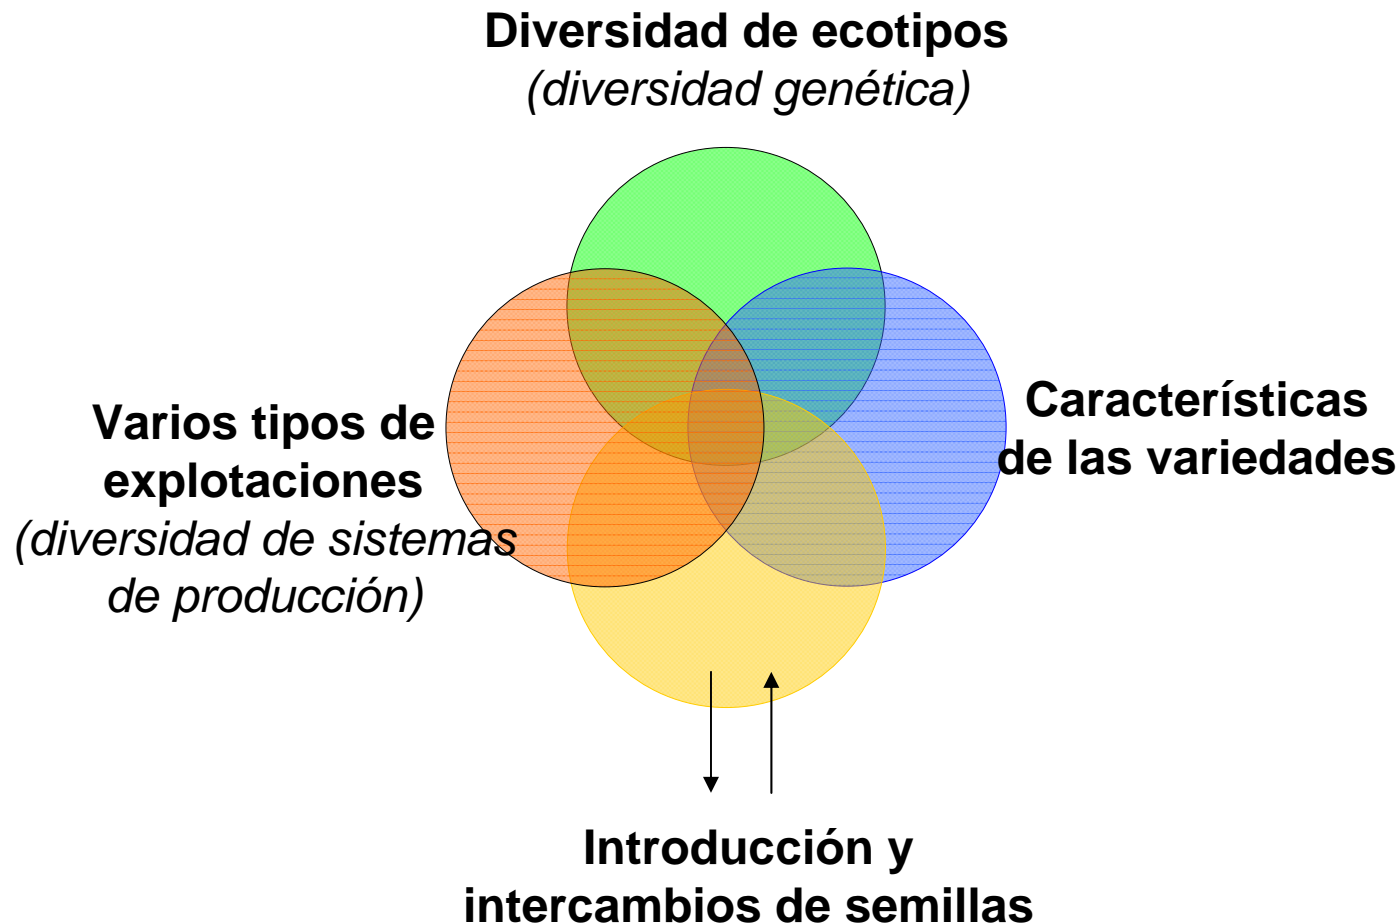 Diversidad de ecotipos
(diversidad genética)
Varios tipos de
explotaciones
(diversidad de sistemas
de producción)
Características
de las variedades
Introducción y
intercambios de semillas